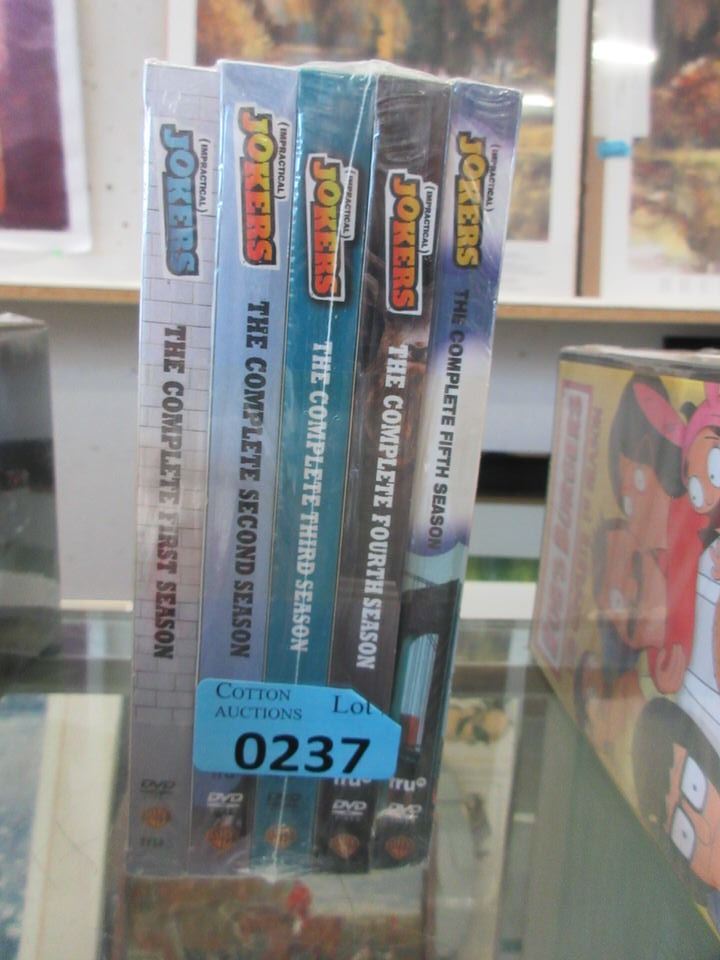 (IMPRACTICAL)
JOKERS
THE COMPLETE FIRST SEASON
DVD
(IMPRACTICAL)
JOKERS
THE COMPLETE SECOND SEASON
DVD
(IMPRACTICAL)
JOKERS
THE COMPLETE THIRD SEASON
(IMPRACTICAL)
JOKERS
THE COMPLETE FOURTH SEASON
tru
DVD
(IMPRACTICAL)
JOKERS
THE COMPLETE FIFTH SEASON
tru
DVD
COTTON
AUCTIONS
Lot
0237
BOB'S BURGERS